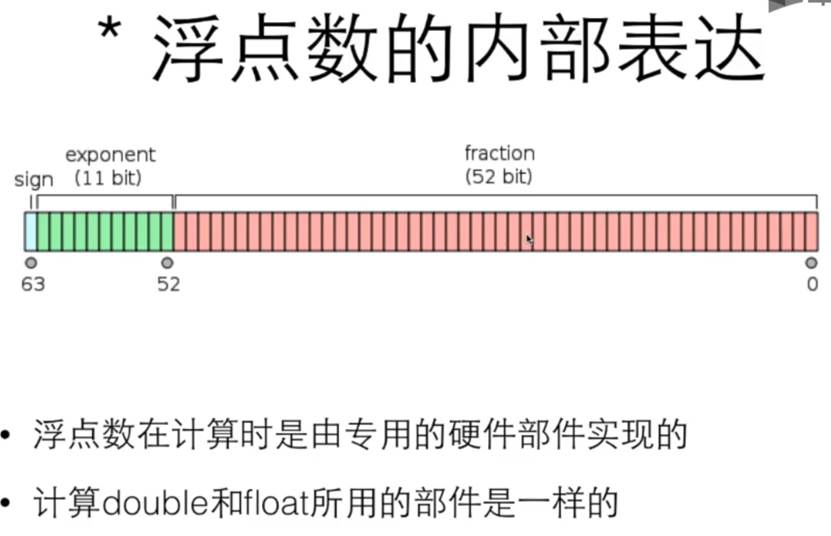 * 浮点数的内部表达
exponent
fraction
sign (11 bit)
(52 bit)
63
52
0
• 浮点数在计算时是由专用的硬件部件实现的
• 计算double和float所用的部件是一样的